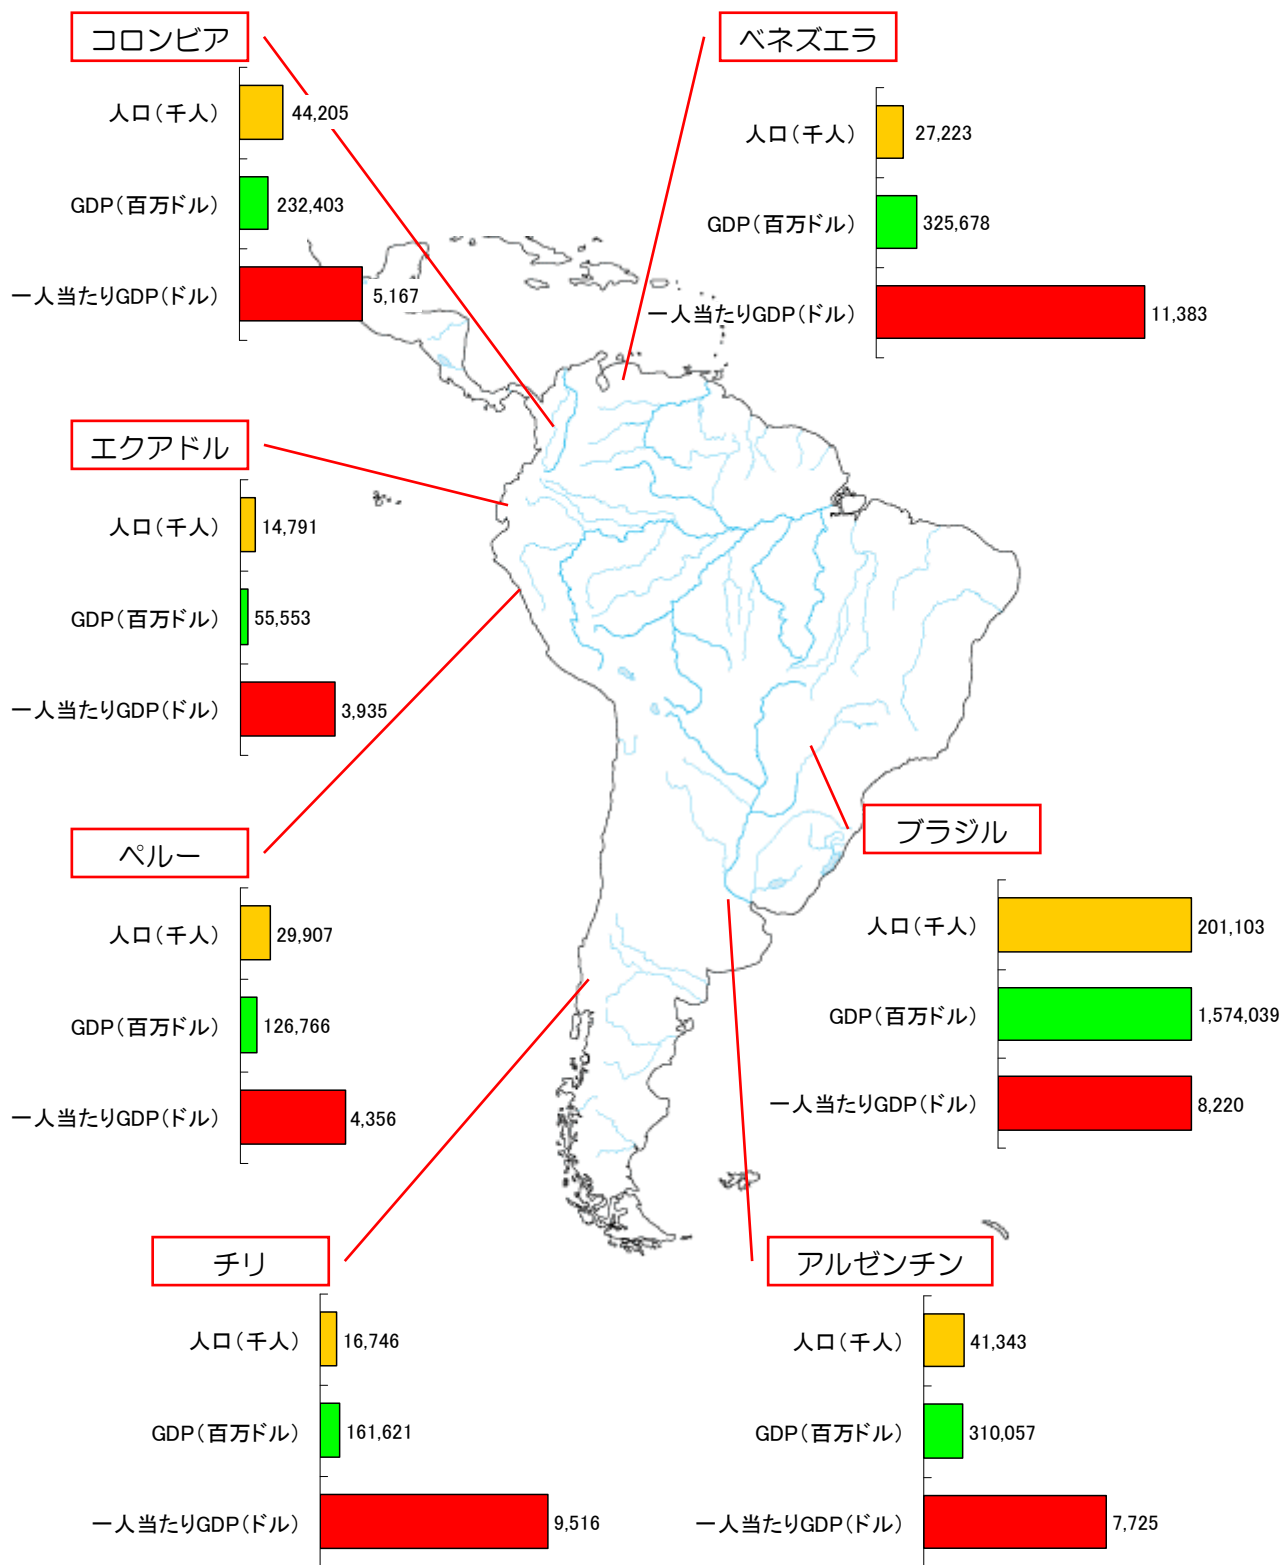 コロンビア
人口(千人)
44,205
GDP(百万ドル)
232,403
一人当たりGDP(ドル)
5,167
ベネズエラ
人口(千人)
27,223
GDP(百万ドル)
325,678
一人当たりGDP(ドル)
11,383
エクアドル
人口(千人)
14,791
GDP(百万ドル)
55,553
一人当たりGDP(ドル)
3,935
ペルー
人口(千人)
29,907
GDP(百万ドル)
126,766
一人当たりGDP(ドル)
4,356
ブラジル
人口(千人)
201,103
GDP(百万ドル)
1,574,039
一人当たりGDP(ドル)
8,220
チリ
人口(千人)
16,746
GDP(百万ドル)
161,621
一人当たりGDP(ドル)
9,516
アルゼンチン
人口(千人)
41,343
GDP(百万ドル)
310,057
一人当たりGDP(ドル)
7,725